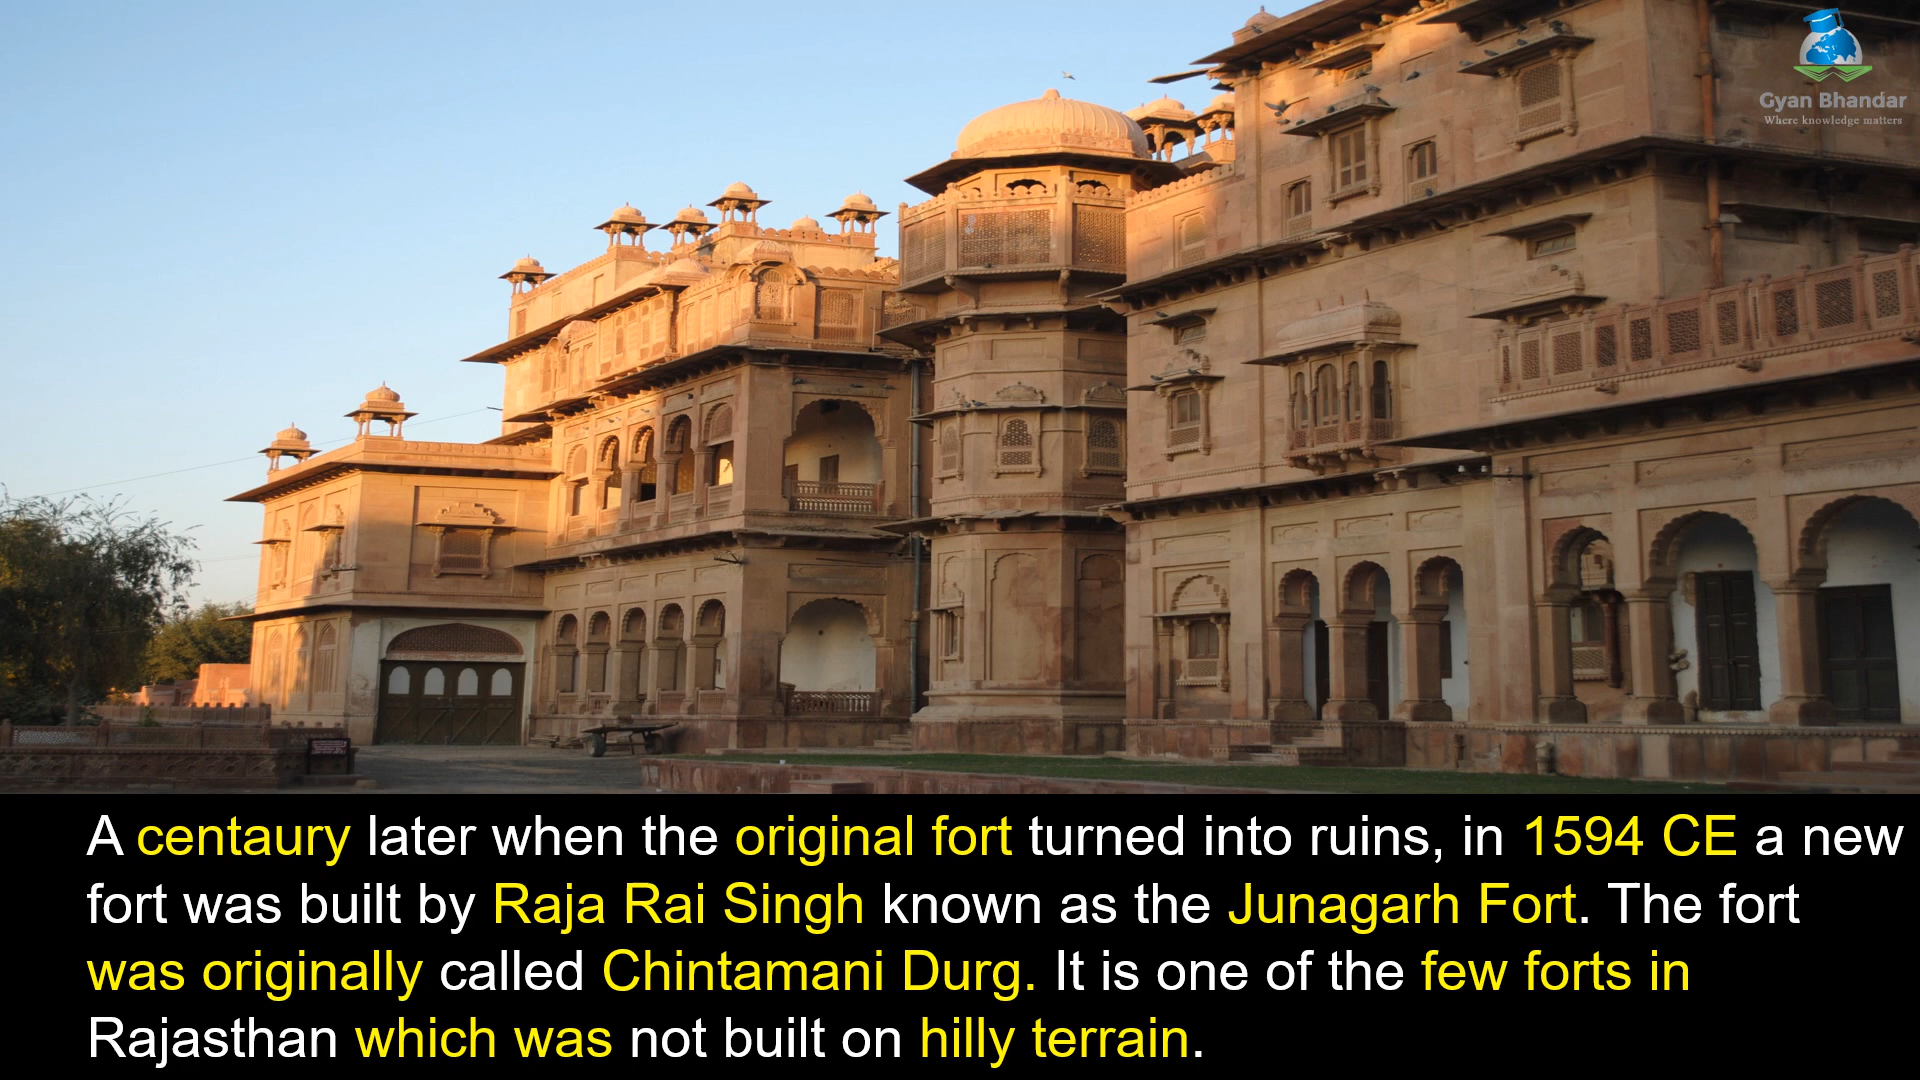 Gyan Bhandar
Where knowledge matters
A centaury later when the original fort turned into ruins, in 1594 CE a new
fort was built by Raja Rai Singh known as the Junagarh Fort. The fort
was originally called Chintamani Durg. It is one of the few forts in
Rajasthan which was not built on hilly terrain.